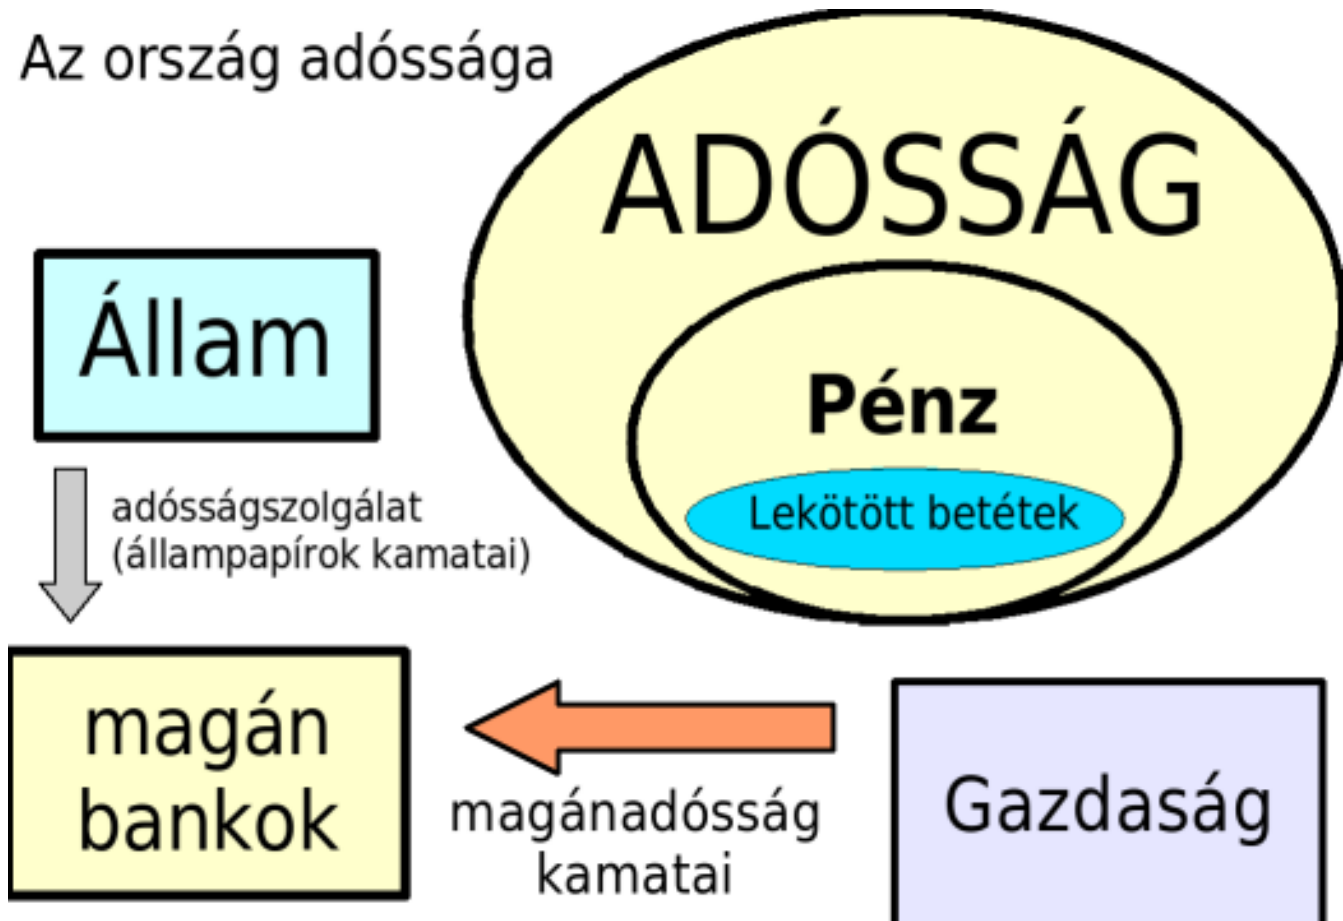 Az ország adóssága
ADÓSSÁG
Állam
Pénz
Lekötött betétek
adósságszolgálat
(állampapírok kamatai)
magán
bankok
magánadósság
kamatai
Gazdaság